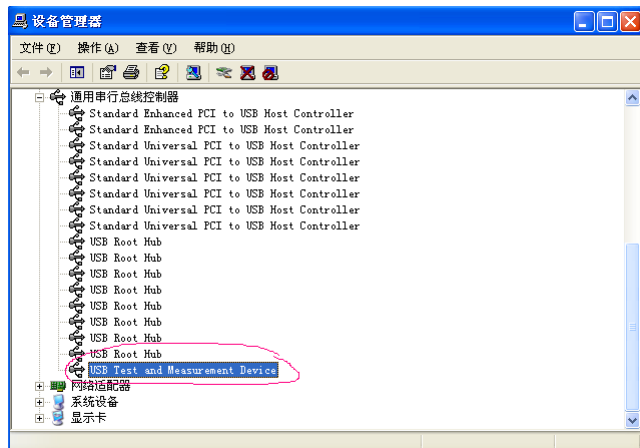 设备管理器
文件(F) 操作(A) 查看(V) 帮助(H)
通用串行总线控制器
Standard Enhanced PCI to USB Host Controller
Standard Enhanced PCI to USB Host Controller
Standard Universal PCI to USB Host Controller
Standard Universal PCI to USB Host Controller
Standard Universal PCI to USB Host Controller
Standard Universal PCI to USB Host Controller
Standard Universal PCI to USB Host Controller
Standard Universal PCI to USB Host Controller
USB Root Hub
USB Root Hub
USB Root Hub
USB Root Hub
USB Root Hub
USB Root Hub
USB Root Hub
USB Root Hub
USB Test and Measurement Device
网络适配器
系统设备
显示卡